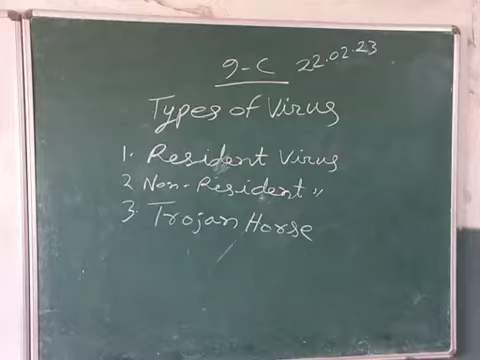 9-C 22.02.23
Types of Virus
1. Resident Virus
2 Non-Resident "
3. Trojan Horse